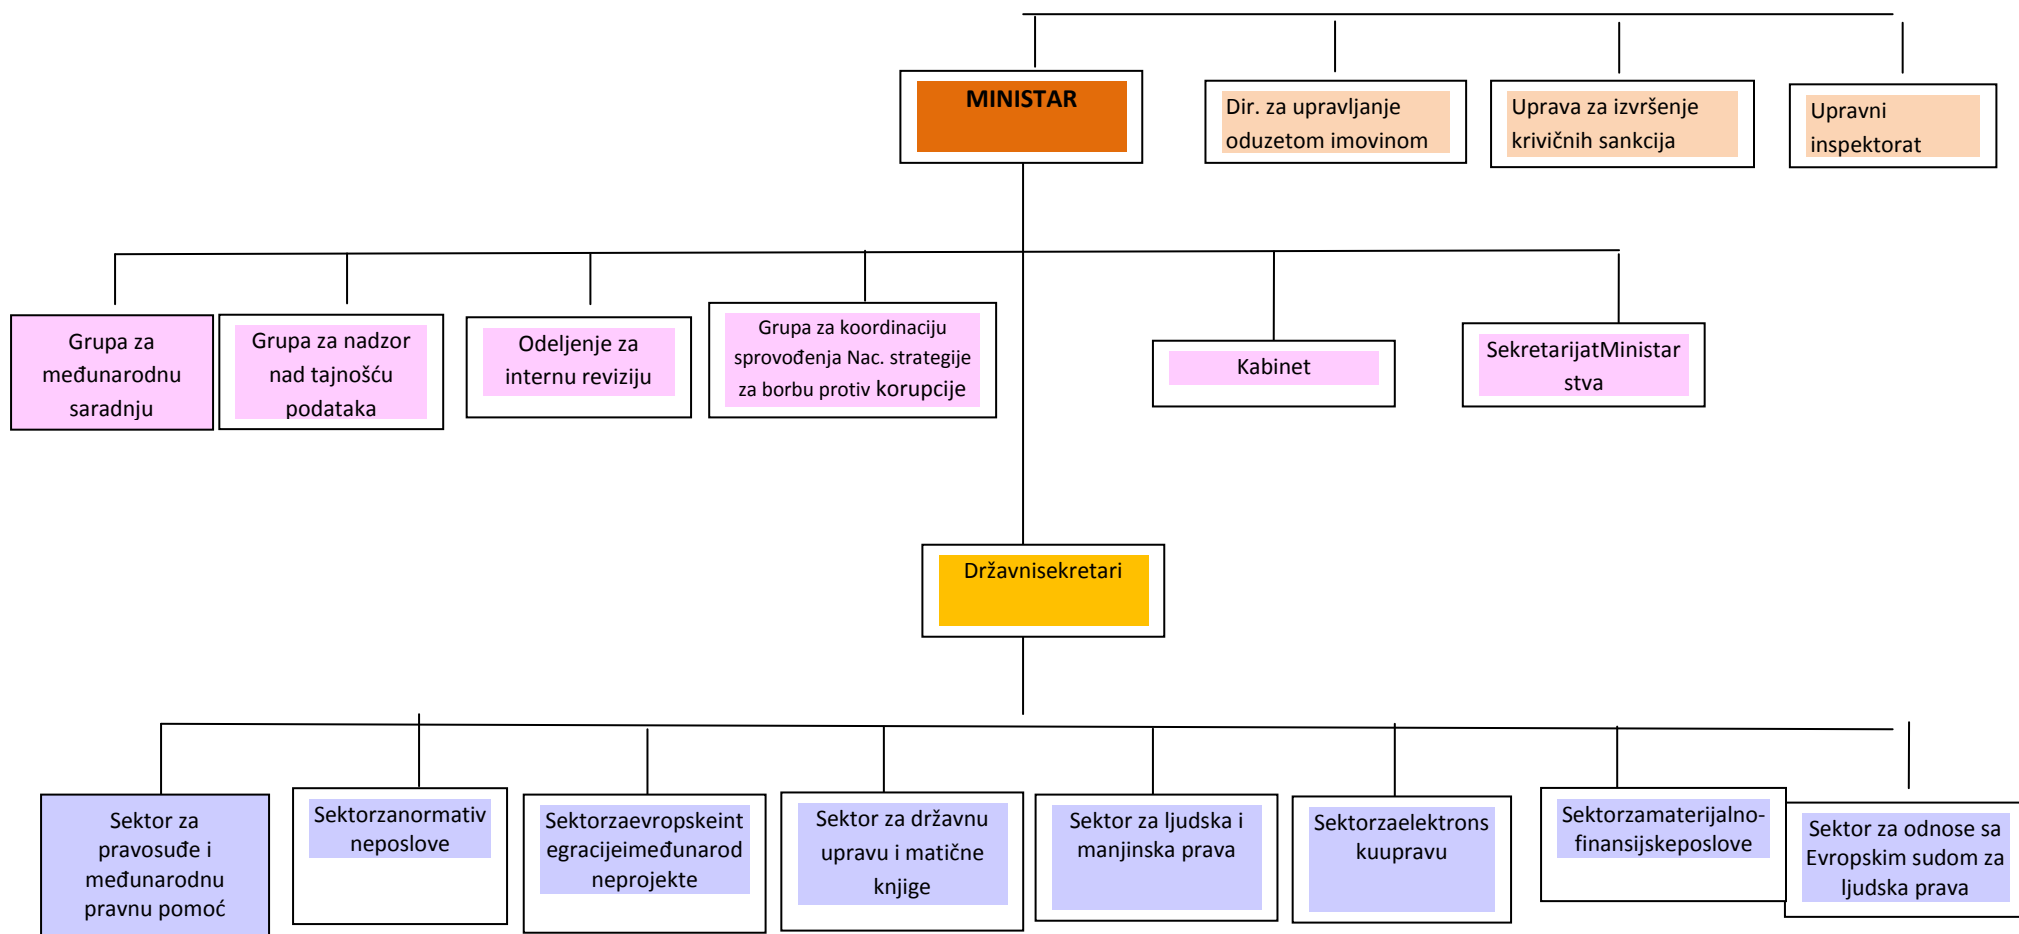 MINISTAR
Dir. za upravljanje
oduzetom imovinom
Uprava za izvršenje
krivičnih sankcija
Upravni
inspektorat
Grupa za
međunarodnu
saradnju
Grupa za nadzor
nad tajnošću
podataka
Odeljenje za
internu reviziju
Grupa za koordinaciju
sprovođenja Nac. strategije
za borbu protiv korupcije
Kabinet
SekretarijatMinistar
stva
Državnisekretari
Sektor za
pravosuđe i
međunarodnu
pravnu pomoć
Sektorzanormativ
neposlove
Sektorzaevropskeint
egracijeimeđunarod
neprojekte
Sektor za državnu
upravu i matične
knjige
Sektor za ljudska i
manjinska prava
Sektorzaelektrons
kuupravu
Sektorzamaterijalno-
finansijskeposlove
Sektor za odnose sa
Evropskim sudom za
ljudska prava